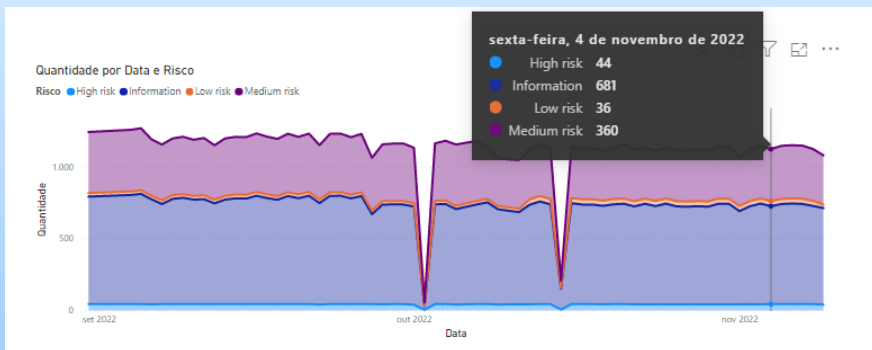 sexta-feira, 4 de novembro de 2022
High risk 44
Information 681
Low risk 36
Medium risk 360
Quantidade por Data e Risco
Risco High risk Information Low risk Medium risk
Quantidade
1.000
500
0
set 2022 out 2022 nov 2022
Data